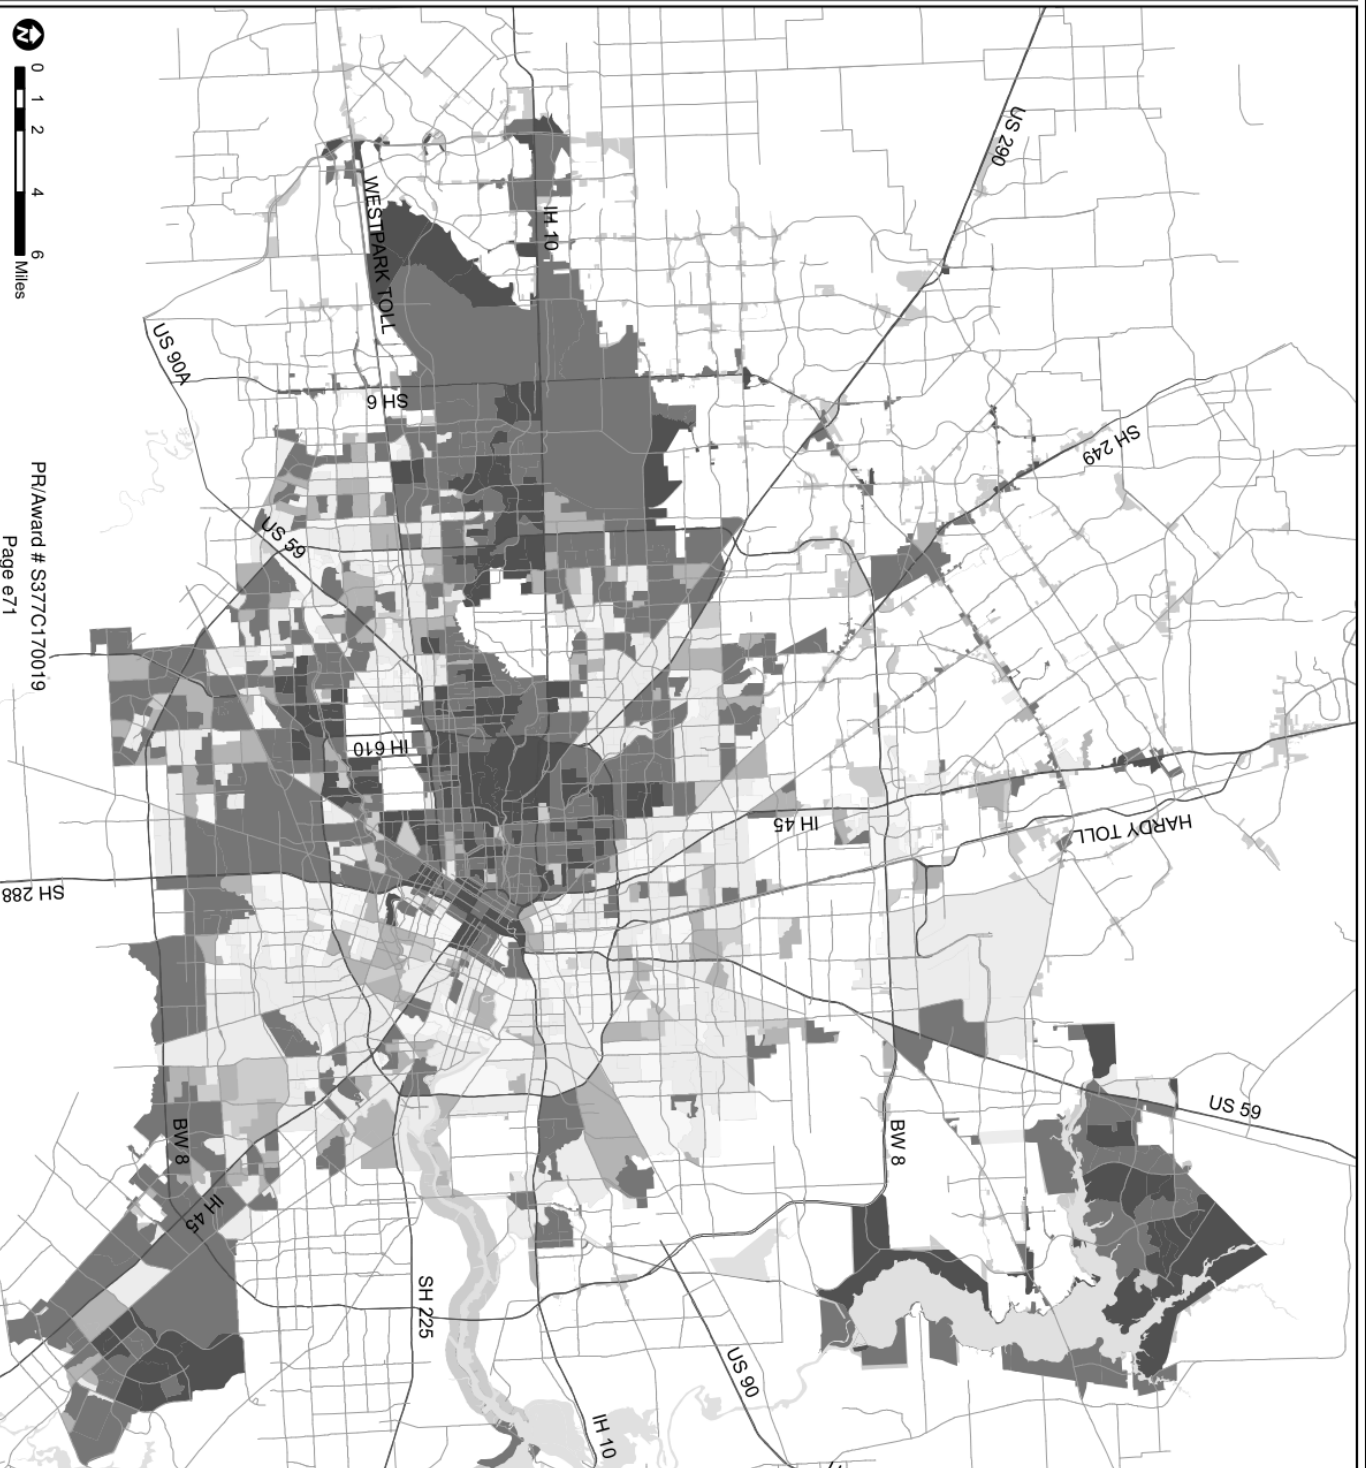 N
0 1 2 4 6
Miles
US 290
WESTPARK TOLL
IH 10
US 90A
SH 6
SH 249
US 59
IH 610
IH 45
HARDY TOLL
SH 288
US 59
BW 8
BW 8
IH 45
SH 225
US 90
IH 10
PR/Award # S377C170019
Page e71